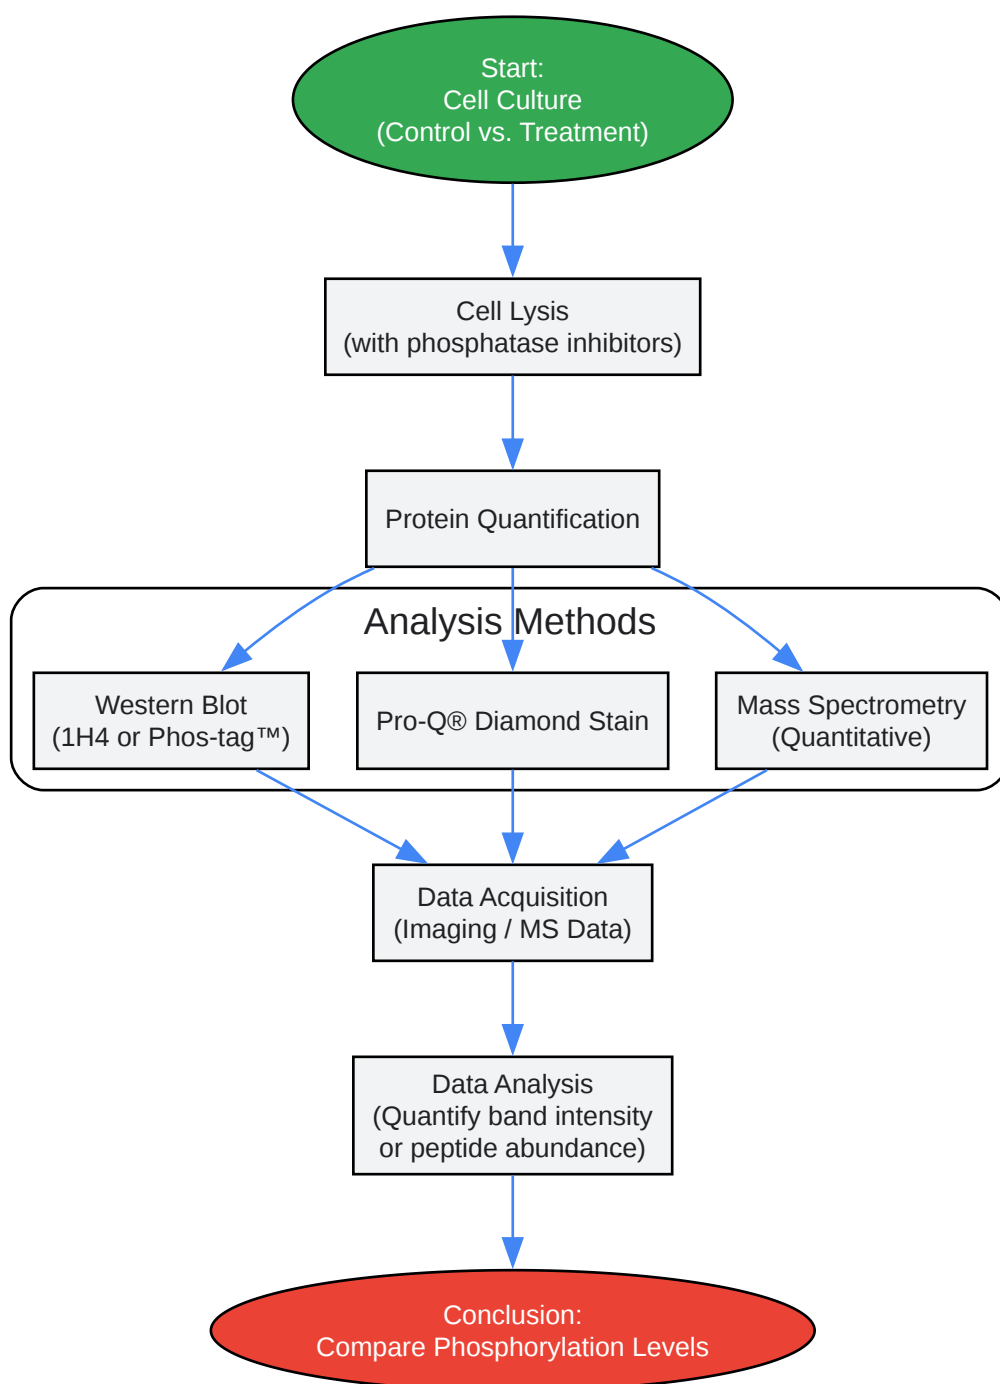 Start:
Cell Culture
(Control vs. Treatment)
Cell Lysis
(with phosphatase inhibitors)
Protein Quantification
Analysis Methods
Western Blot
(1H4 or Phos-tag™)
Pro-Q® Diamond Stain
Mass Spectrometry
(Quantitative)
Data Acquisition
(Imaging / MS Data)
Data Analysis
(Quantify band intensity
or peptide abundance)
Conclusion:
Compare Phosphorylation Levels